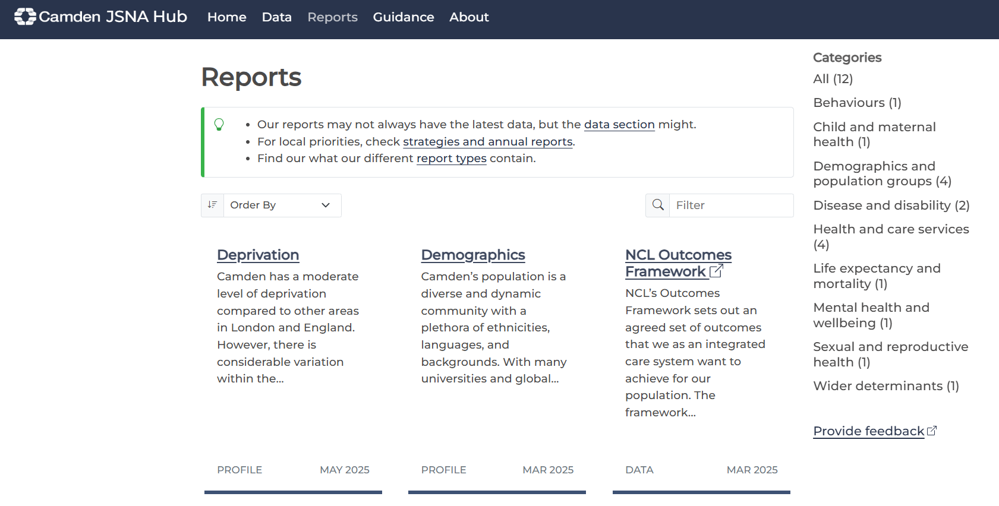 Camden JSNA Hub Home Data Reports Guidance About
Reports
Our reports may not always have the latest data, but the data section might.
For local priorities, check strategies and annual reports.
Find our what our different report types contain.
Order By
Filter
Deprivation
Camden has a moderate
level of deprivation
compared to other areas
in London and England.
However, there is
considerable variation
within the...
PROFILE MAY 2025
Demographics
Camden's population is a
diverse and dynamic
community with a
plethora of ethnicities,
languages, and
backgrounds. With many
universities and global...
PROFILE MAR 2025
NCL Outcomes
Framework
NCL's Outcomes
Framework sets out an
agreed set of outcomes
that we as an integrated
care system want to
achieve for our
population. The
framework...
DATA MAR 2025
Categories
All (12)
Behaviours (1)
Child and maternal
health (1)
Demographics and
population groups (4)
Disease and disability (2)
Health and care services
(4)
Life expectancy and
mortality (1)
Mental health and
wellbeing (1)
Sexual and reproductive
health (1)
Wider determinants (1)
Provide feedback